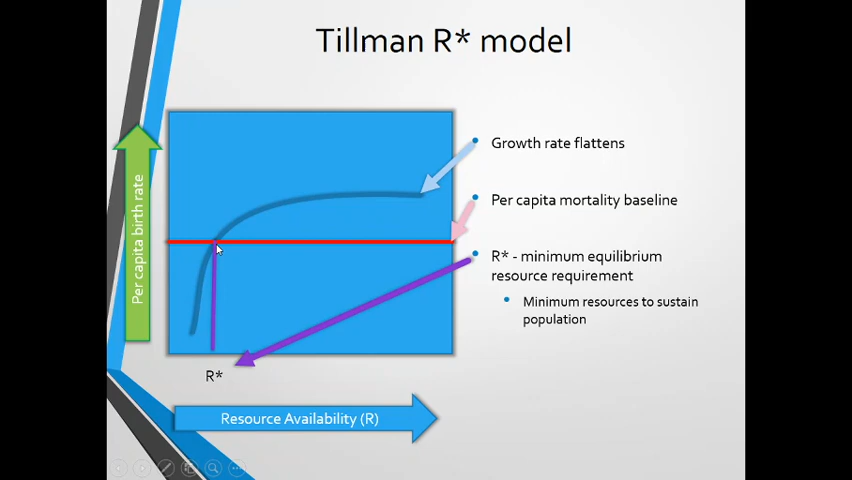 Tillman R* model
Growth rate flattens
Per capita mortality baseline
R* - minimum equilibrium
resource requirement
Minimum resources to sustain
population
Per capita birth rate
R*
Resource Availability (R)